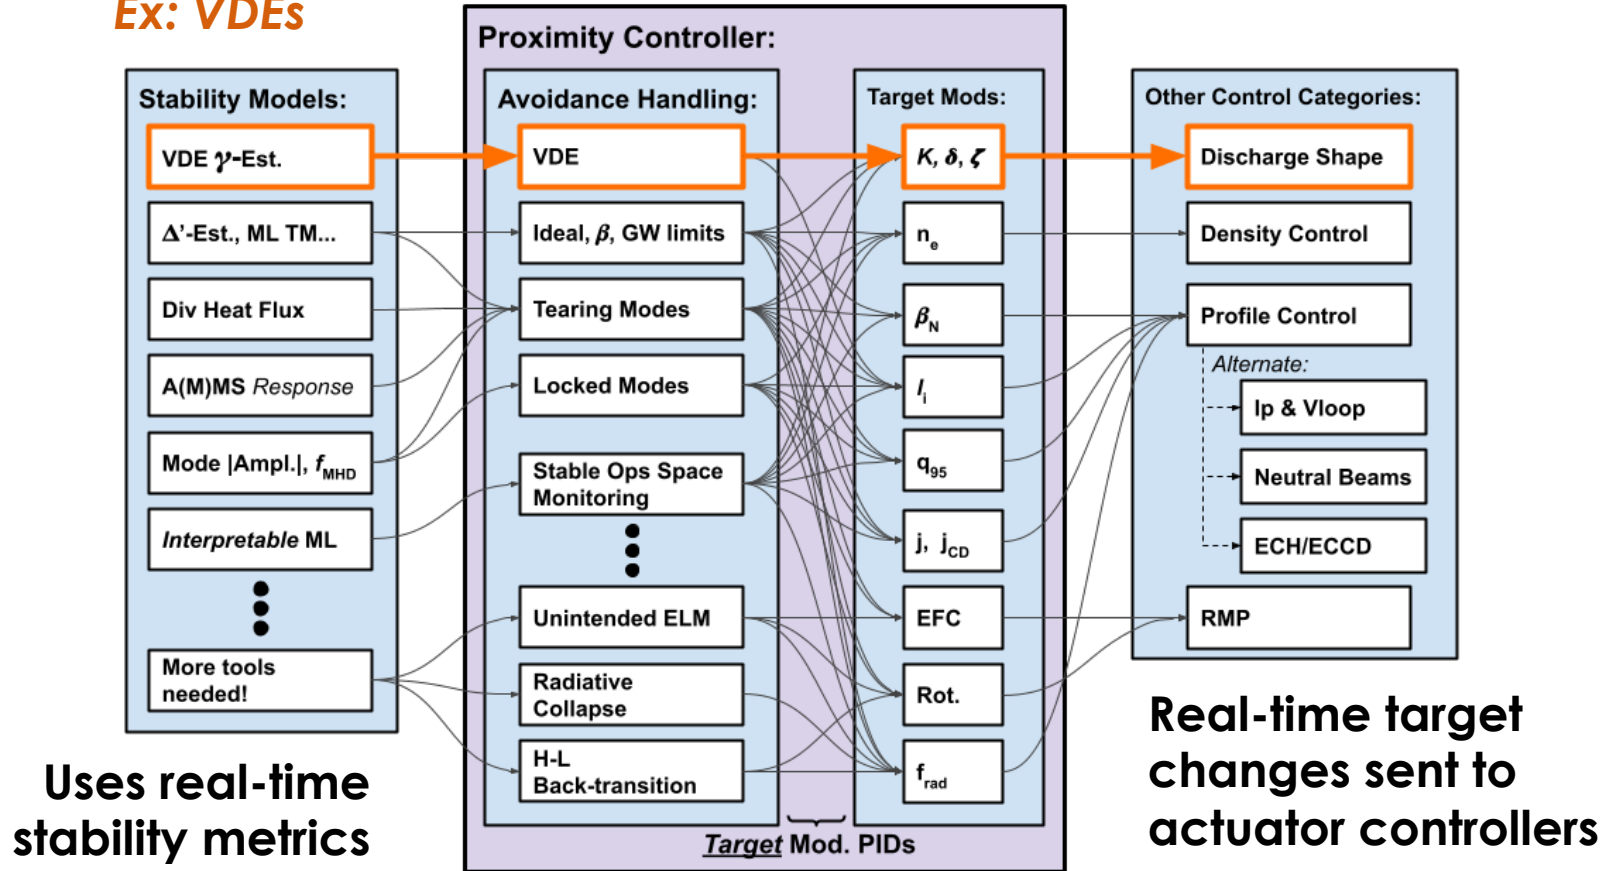 Ex: VDEs
Proximity Controller:
Stability Models:
VDE γ-Est.
Δ'-Est., ML TM...
Div Heat Flux
A(M)MS Response
Mode |Ampl.|, fMHD
Interpretable ML
More tools
needed!
Uses real-time
stability metrics
Avoidance Handling:
VDE
Ideal, β, GW limits
Tearing Modes
Locked Modes
Stable Ops Space
Monitoring
Unintended ELM
Radiative
Collapse
H-L
Back-transition
Target Mods:
K, δ, ζ
ne
βN
li
q95
j, jCD
EFC
Rot.
frad
Target Mod. PIDs
Other Control Categories:
Discharge Shape
Density Control
Profile Control
Alternate:
Ip & Vloop
Neutral Beams
ECH/ECCD
RMP
Real-time target
changes sent to
actuator controllers